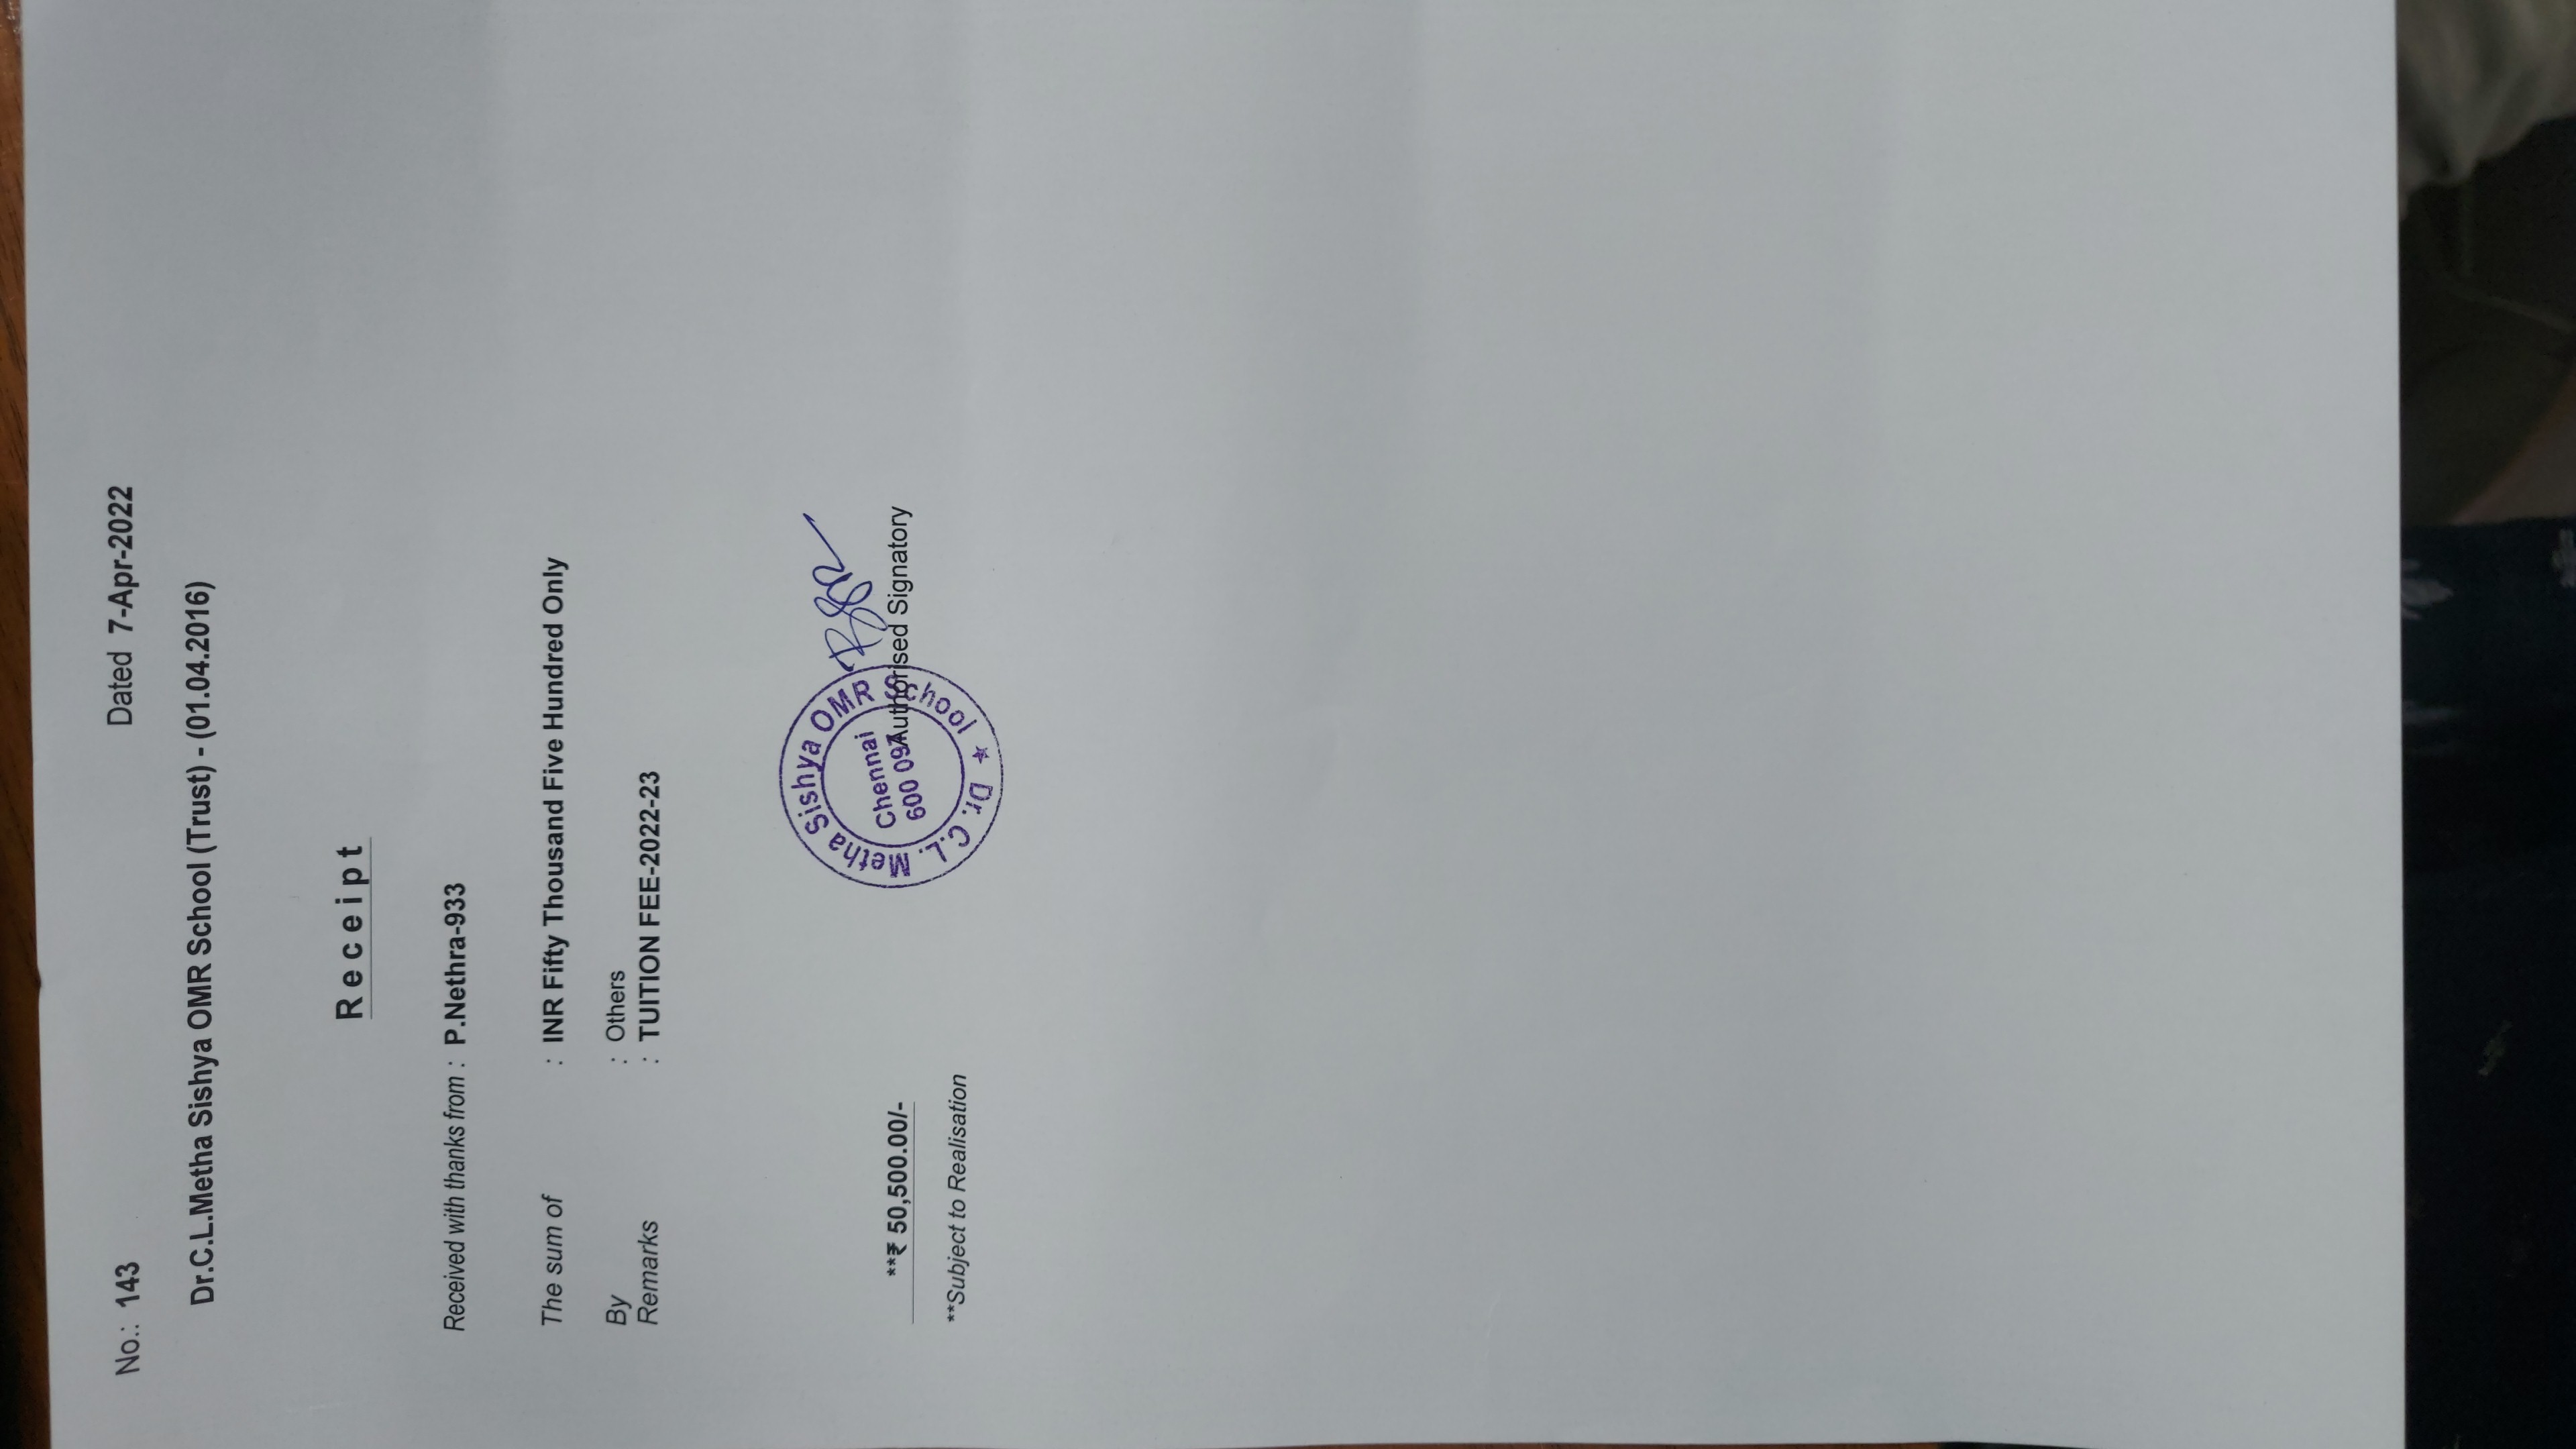 No.: 143 Dated 7-Apr-2022
Dr.C.L.Metha Sishya OMR School (Trust) - (01.04.2016)
Receipt
Received with thanks from : P.Nethra-933
The sum of : INR Fifty Thousand Five Hundred Only
By : Others
Remarks : TUITION FEE-2022-23
Dr. C.L. Metha Sishya OMR School ★
Chennai
600 097
**₹ 50,500.00/-
Authorised Signatory
**Subject to Realisation